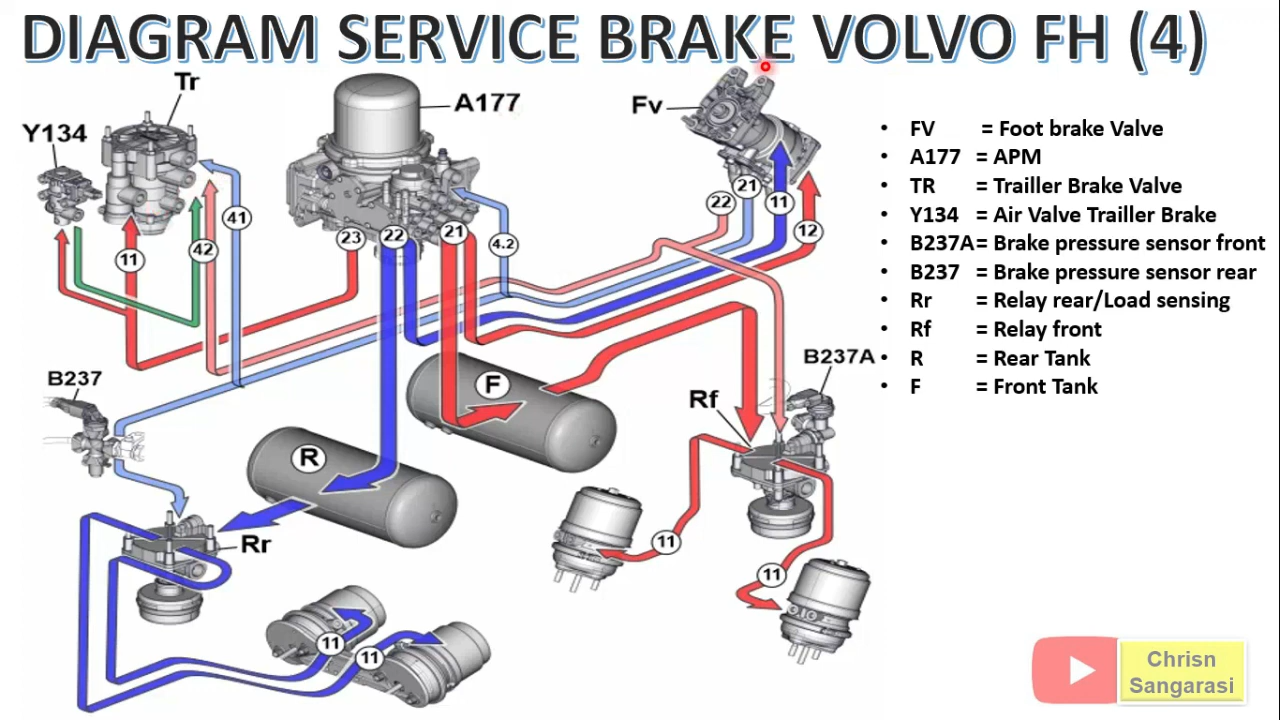 DIAGRAM SERVICE BRAKE VOLVO FH (4)
Tr
A177
Fv
Y134
• FV = Foot brake Valve
• A177 = APM
• TR = Trailler Brake Valve
• Y134 = Air Valve Trailler Brake
• B237A= Brake pressure sensor front
• B237 = Brake pressure sensor rear
• Rr = Relay rear/Load sensing
• Rf = Relay front
• R = Rear Tank
• F = Front Tank
21
22
11
12
41
42
11
23
22
21
4.2
B237
F
B237A
Rf
R
Rr
11
11
11
11
Chrisn
Sangarasi